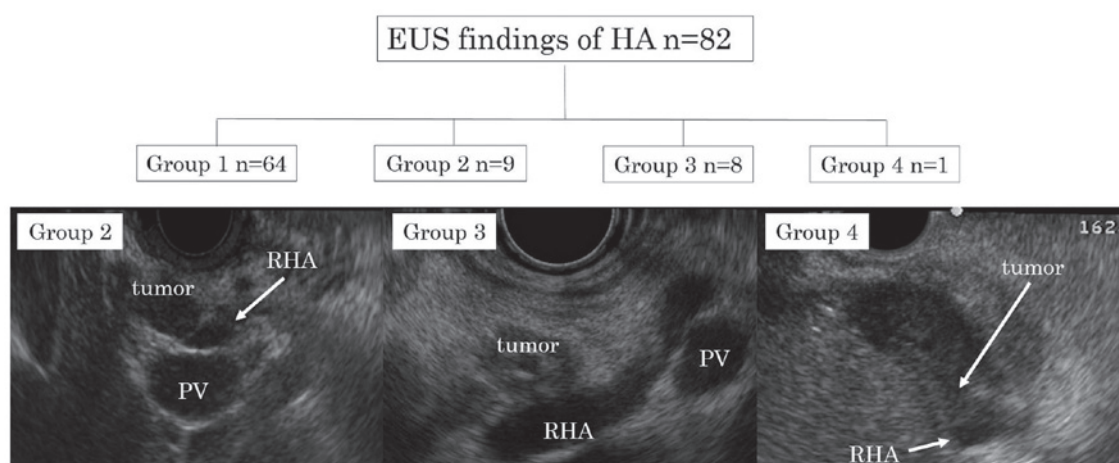 EUS findings of HA n=82
Group 1 n=64
Group 2 n=9
Group 3 n=8
Group 4 n=1
Group 2
RHA
tumor
PV
Group 3
tumor
PV
RHA
Group 4
162
tumor
RHA